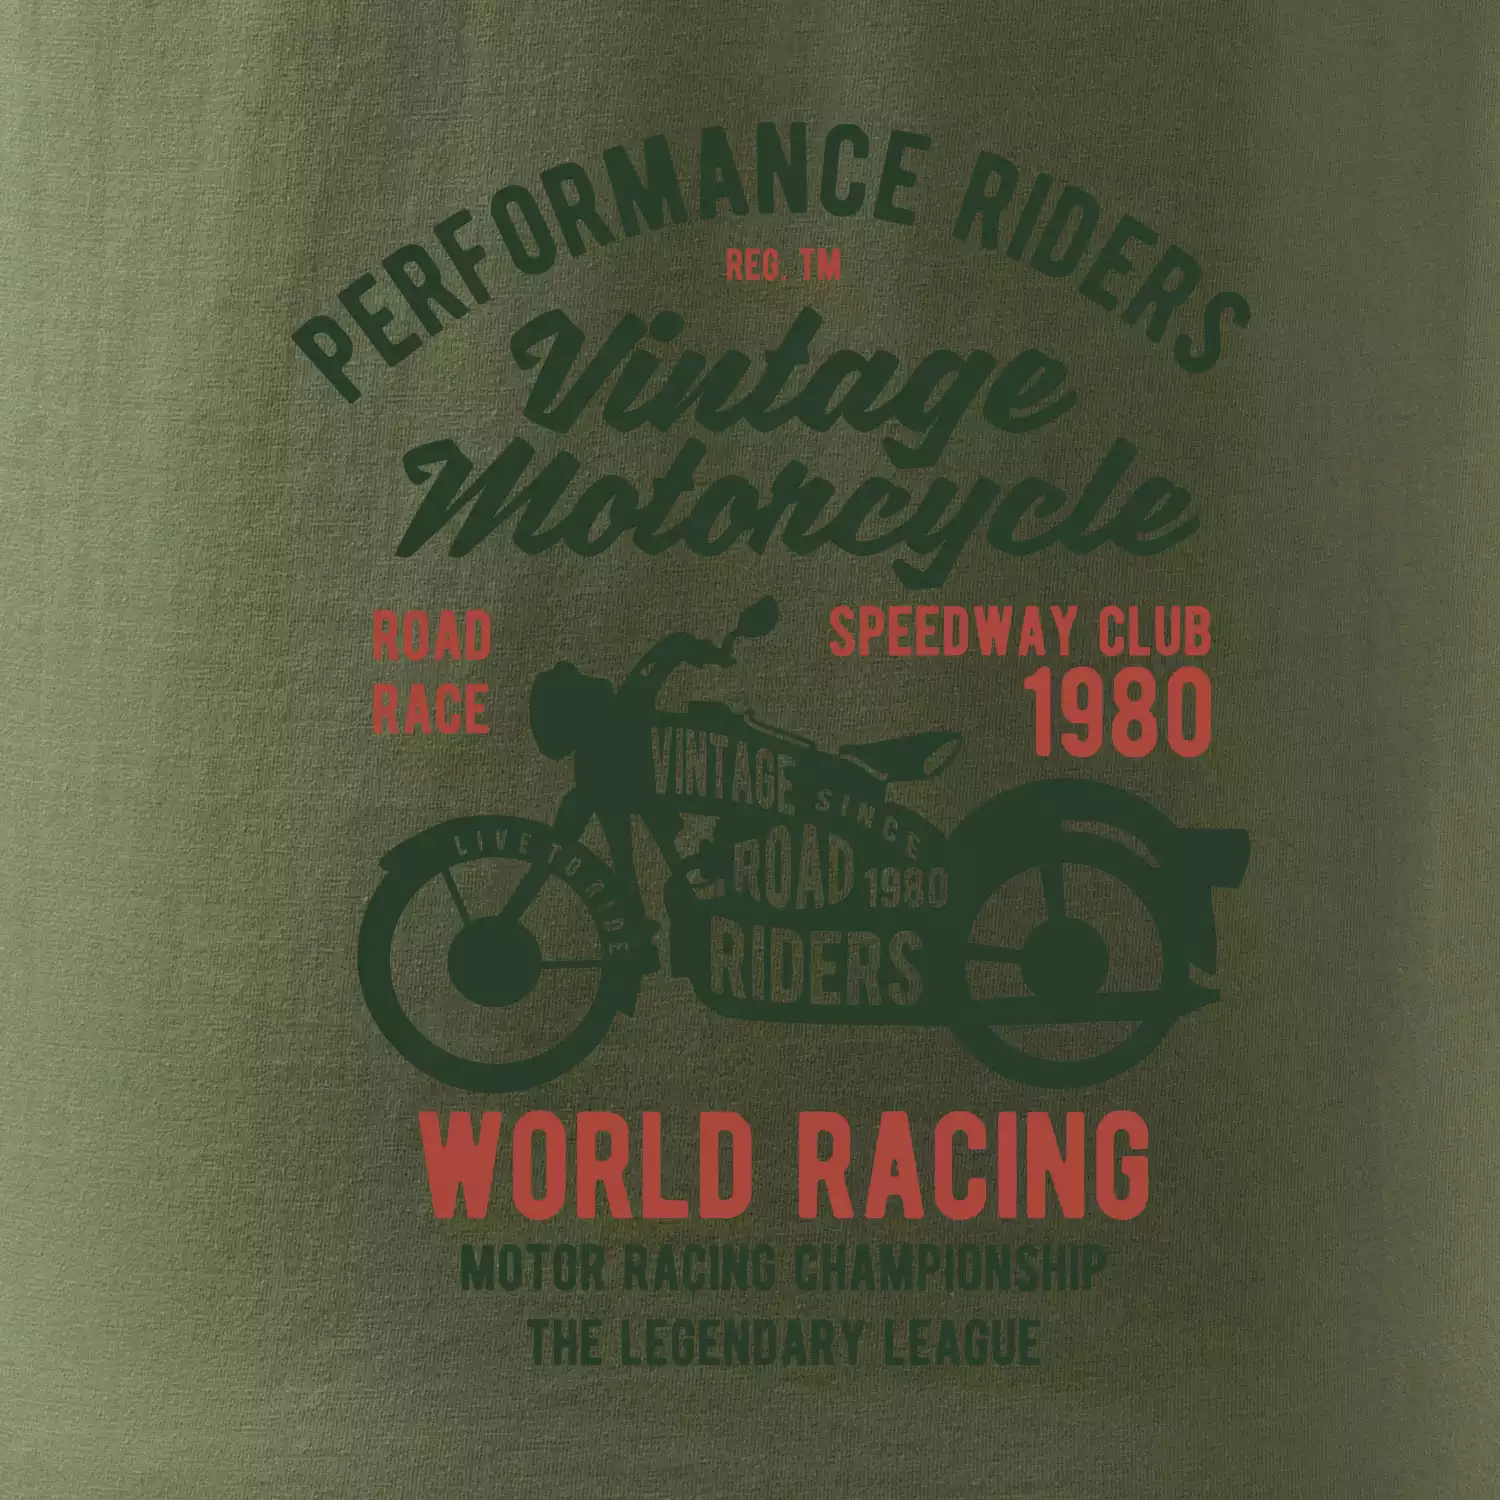 PERFORMANCE RIDERS
REG. TM
Vintage
Motorcycle
ROAD
RACE
SPEEDWAY CLUB
1980
VINTAGE
SINCE
1980
ROAD
RIDERS
LIVE TO RIDE
WORLD RACING
MOTOR RACING CHAMPIONSHIP
THE LEGENDARY LEAGUE